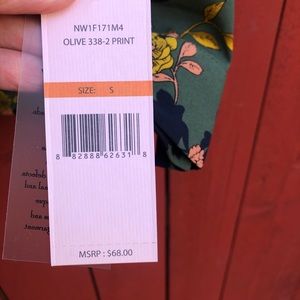 NW1F171M4
OLIVE 338-2 PRINT
SIZE: S
8 82888 62631 8
MSRP : $68.00